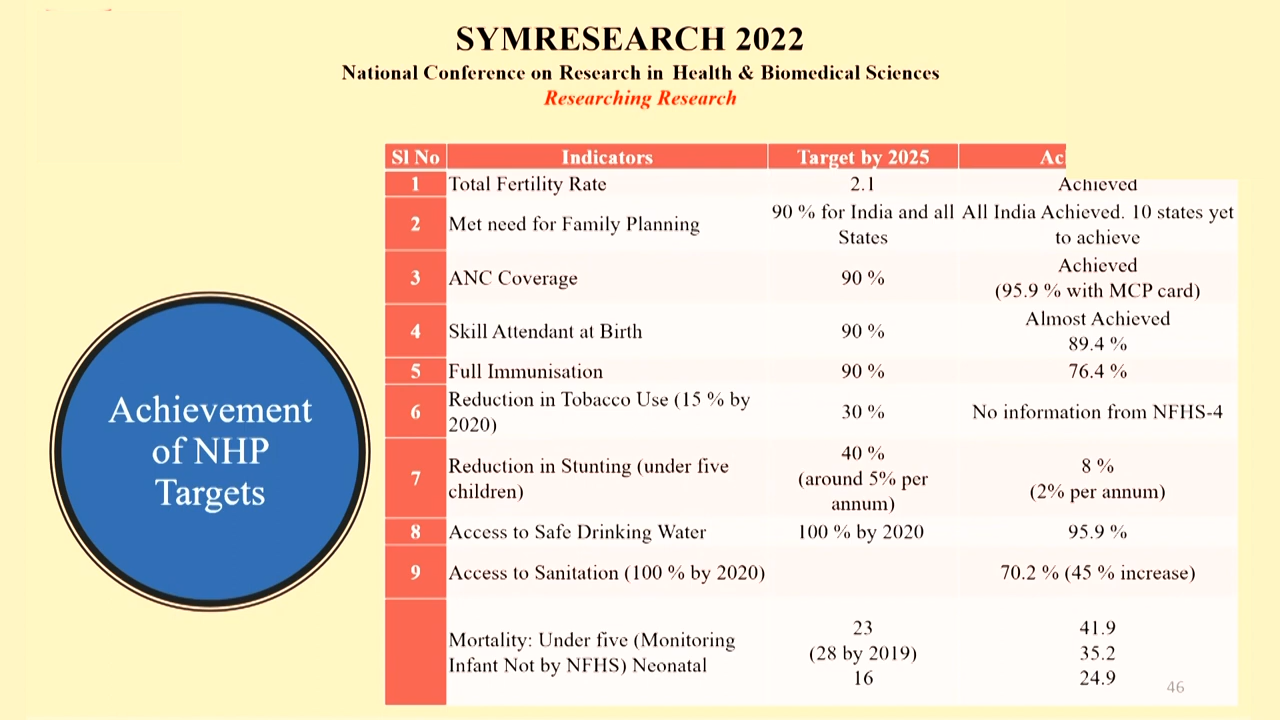 SYMRESEARCH 2022
National Conference on Research in Health & Biomedical Sciences
Researching Research
Achievement
of NHP
Targets
Sl No Indicators Target by 2025
1 Total Fertility Rate 2.1 Achieved
2 Met need for Family Planning 90 % for India and all States All India Achieved. 10 states yet to achieve
3 ANC Coverage 90 % Achieved (95.9 % with MCP card)
4 Skill Attendant at Birth 90 % Almost Achieved 89.4 %
5 Full Immunisation 90 % 76.4 %
6 Reduction in Tobacco Use (15 % by 2020) 30 % No information from NFHS-4
7 Reduction in Stunting (under five children) 40 % (around 5% per annum) 8 % (2% per annum)
8 Access to Safe Drinking Water 100 % by 2020 95.9 %
9 Access to Sanitation (100 % by 2020) 70.2 % (45 % increase)
Mortality: Under five (Monitoring Infant Not by NFHS) Neonatal 23 (28 by 2019) 16 41.9 35.2 24.9
46